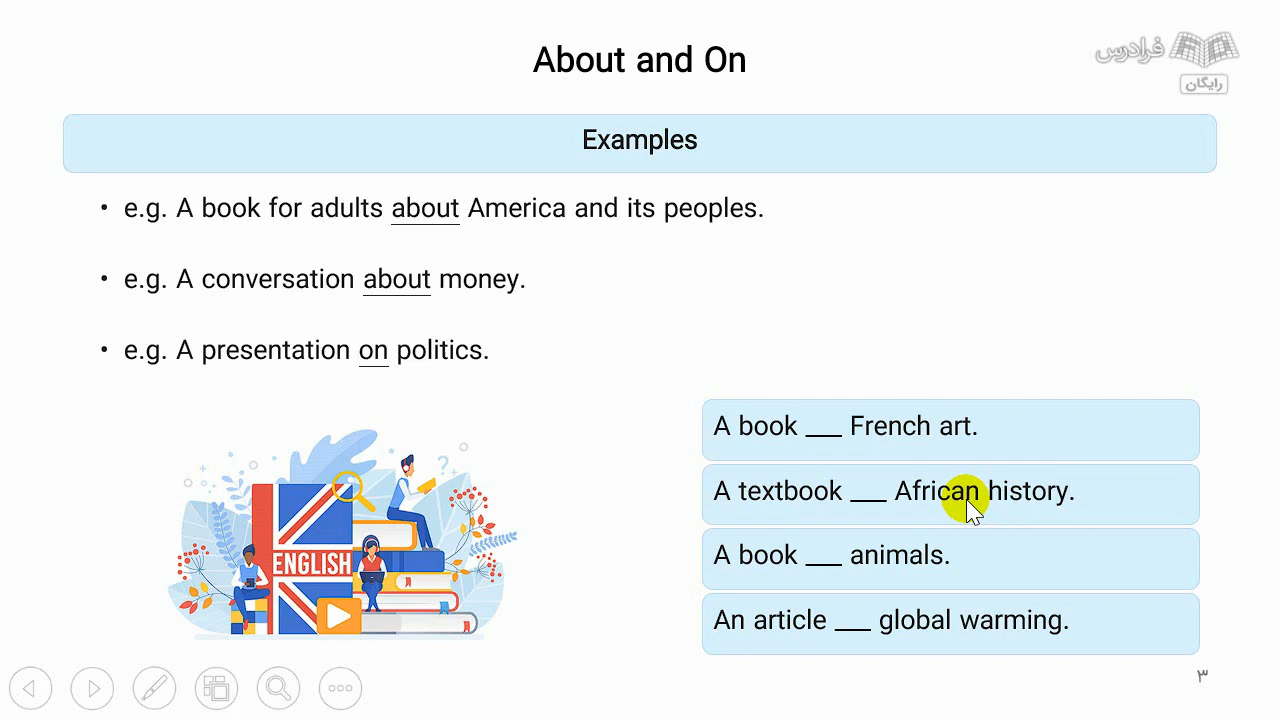 About and On
فرادرس
رایگان
Examples
• e.g. A book for adults about America and its peoples.
• e.g. A conversation about money.
• e.g. A presentation on politics.
A book ___ French art.
A textbook ___ African history.
A book ___ animals.
An article ___ global warming.
ENGLISH
?
۳